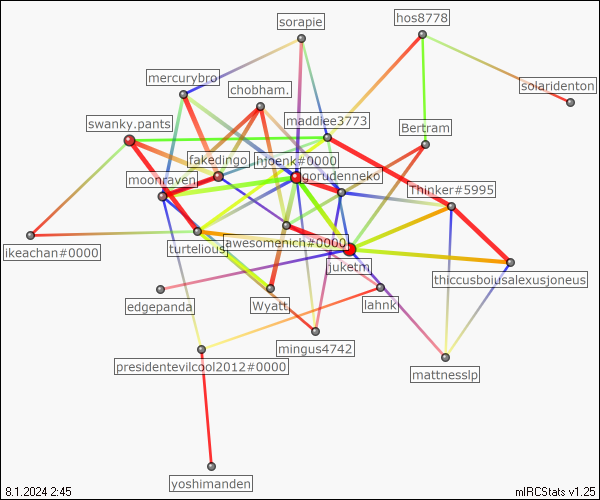 sorapie
hos8778
mercurybro
chobham.
solaridenton
swanky.pants
maddiee3773
Bertram
fakedingo
hjoenk#0000
moonraven
gorudenneko
Thinker#5995
ikeachan#0000
turtelious
awesomenich#0000
juketm
thiccusboiusalexusjoneus
edgepanda
Wyatt
lahnk
mingus4742
presidentevilcool2012#0000
mattnesslp
yoshimanden
8.1.2024 2:45
mIRCStats v1.25